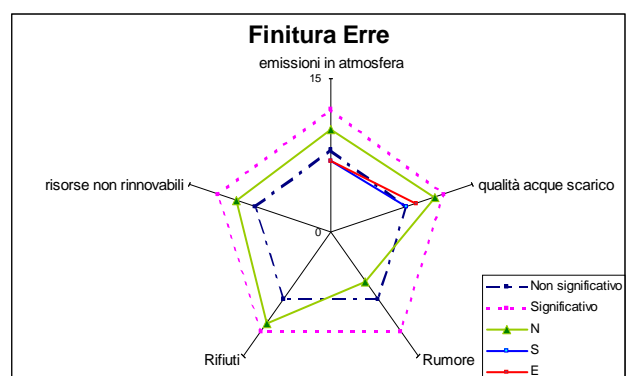 Finitura Erre
emissioni in atmosfera
15
risorse non rinnovabili
qualità acque scarico
0
Rifiuti
Rumore
Non significativo
Significativo
N
S
E